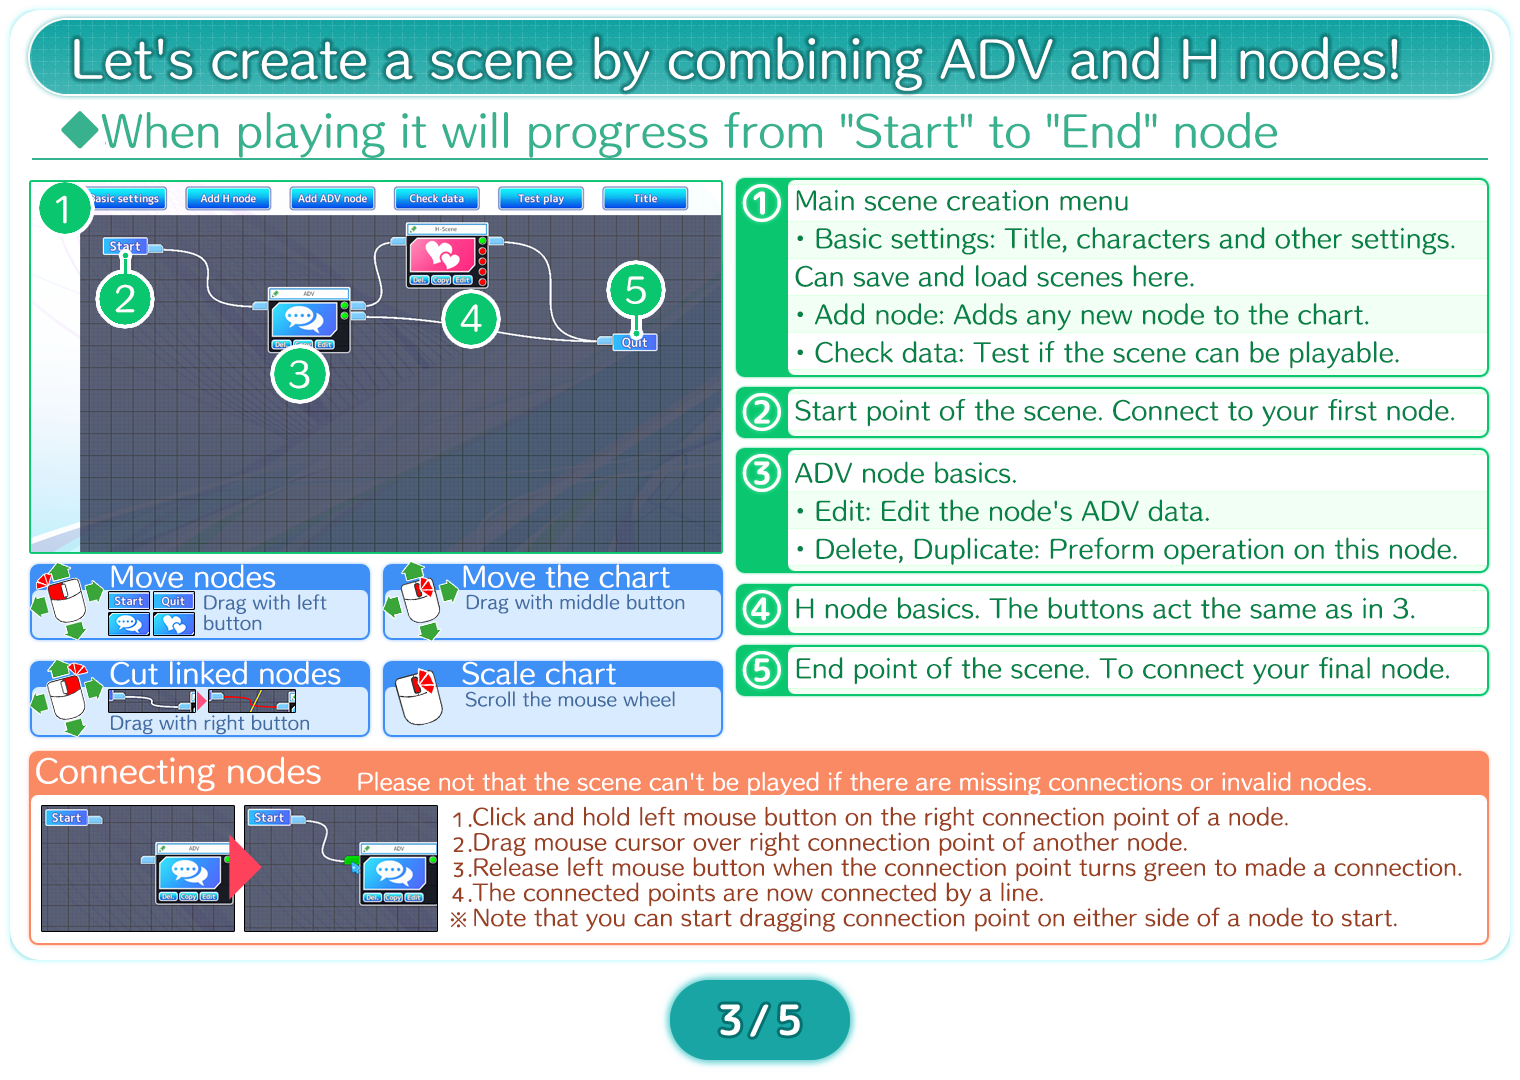 Let's create a scene by combining ADV and H nodes!
◆When playing it will progress from "Start" to "End" node
1
Basic settings
Add H node
Add ADV node
Check data
Test play
Title
Start
2
ADV
Del. Copy Edit
3
H-Scene
Del. Copy Edit
4
5
Quit
① Main scene creation menu
・Basic settings: Title, characters and other settings.
Can save and load scenes here.
・Add node: Adds any new node to the chart.
・Check data: Test if the scene can be playable.
② Start point of the scene. Connect to your first node.
③ ADV node basics.
・Edit: Edit the node's ADV data.
・Delete, Duplicate: Preform operation on this node.
④ H node basics. The buttons act the same as in 3.
⑤ End point of the scene. To connect your final node.
Move nodes
Start Quit
Drag with left
button
Move the chart
Drag with middle button
Cut linked nodes
Drag with right button
Scale chart
Scroll the mouse wheel
Connecting nodes
Please not that the scene can't be played if there are missing connections or invalid nodes.
Start
ADV
Del. Copy Edit
Start
ADV
Del. Copy Edit
1.Click and hold left mouse button on the right connection point of a node.
2.Drag mouse cursor over right connection point of another node.
3.Release left mouse button when the connection point turns green to made a connection.
4.The connected points are now connected by a line.
※Note that you can start dragging connection point on either side of a node to start.
3/5